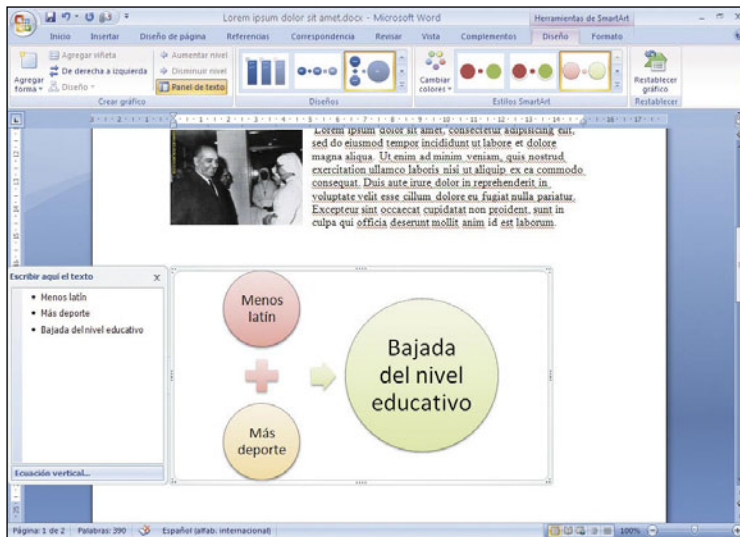 Lorem ipsum dolor sit amet.docx - Microsoft Word
Herramientas de SmartArt
Inicio Insertar Diseño de página Referencias Correspondencia Revisar Vista Complementos Diseño Formato
Agregar forma
Agregar viñeta
De derecha a izquierda
Diseño
Aumentar nivel
Disminuir nivel
Panel de texto
Cambiar colores
Restablecer gráfico
Crear gráfico Diseños Estilos SmartArt Restablecer
Lorem ipsum dolor sit amet, consectetur adipisicing elit,
sed do eiusmod tempor incididunt ut labore et dolore
magna aliqua. Ut enim ad minim veniam, quis nostrud
exercitation ullamco laboris nisi ut aliquip ex ea commodo
consequat. Duis aute irure dolor in reprehenderit in
voluptate velit esse cillum dolore eu fugiat nulla pariatur.
Excepteur sint occaecat cupidatat non proident, sunt in
culpa qui officia deserunt mollit anim id est laborum.
Escribir aquí el texto X
Menos latín
Más deporte
Bajada del nivel educativo
Ecuación vertical...
Menos
latín
Más
deporte
Bajada
del nivel
educativo
Página: 1 de 2 Palabras: 390 Español (alfab. internacional) 100%